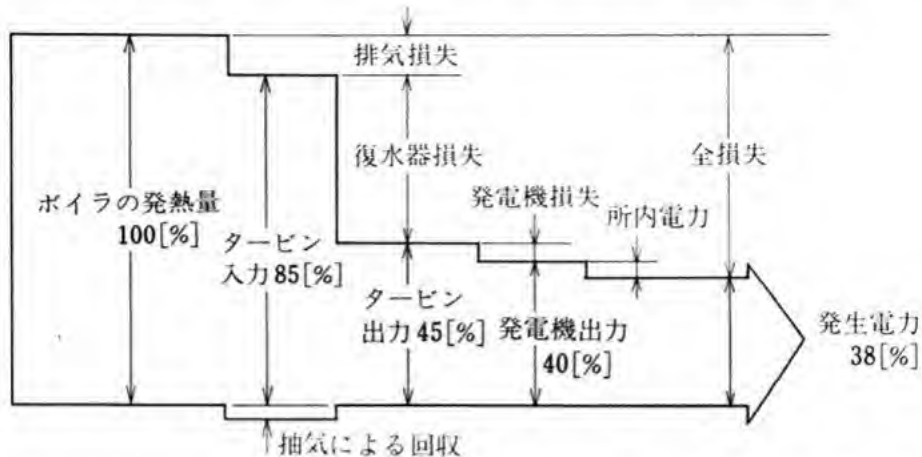 排気損失
復水器損失
全損失
発電機損失
所内電力
ボイラの発熱量
100[%]
タービン
入力85[%]
タービン
出力45[%]
発電機出力
40[%]
発生電力
38[%]
抽気による回収